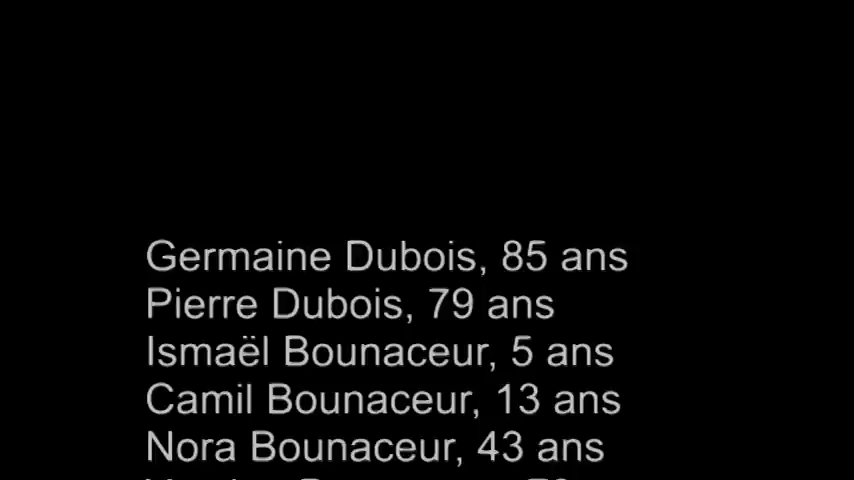 Germaine Dubois, 85 ans
Pierre Dubois, 79 ans
Ismaël Bounaceur, 5 ans
Camil Bounaceur, 13 ans
Nora Bounaceur, 43 ans